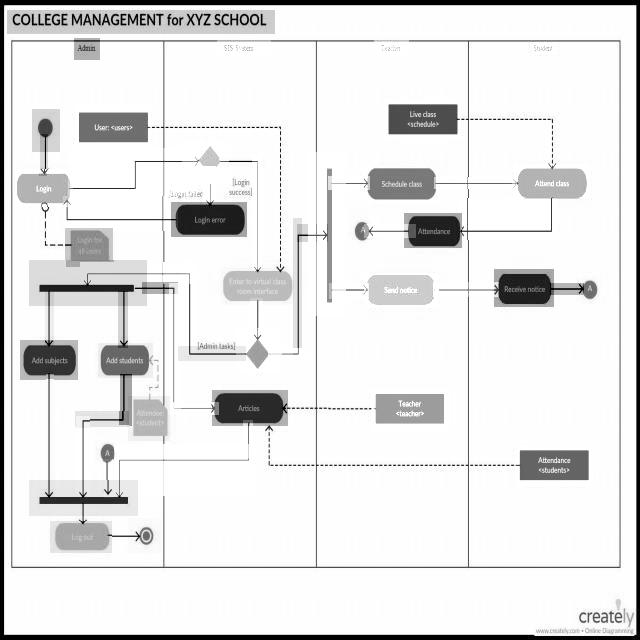 COLLEGE MANAGEMENT for XYZ SCHOOL
Admin
Teacher
Student
Live class
<schedule>
User: <users>
Login
[Login failed
[Login
success]
Schedule class
Attend class
Login error
A
Attendance
Login for
all users
Enter to virtual class
room interface
Send notice
Receive notice
A
[Admin tasks]
Add subjects
Add students
Attendee
<student>
Articles
Teacher
<teacher>
A
Attendance
<students>
Log out
creately
www.creately.com • Online Diagramming